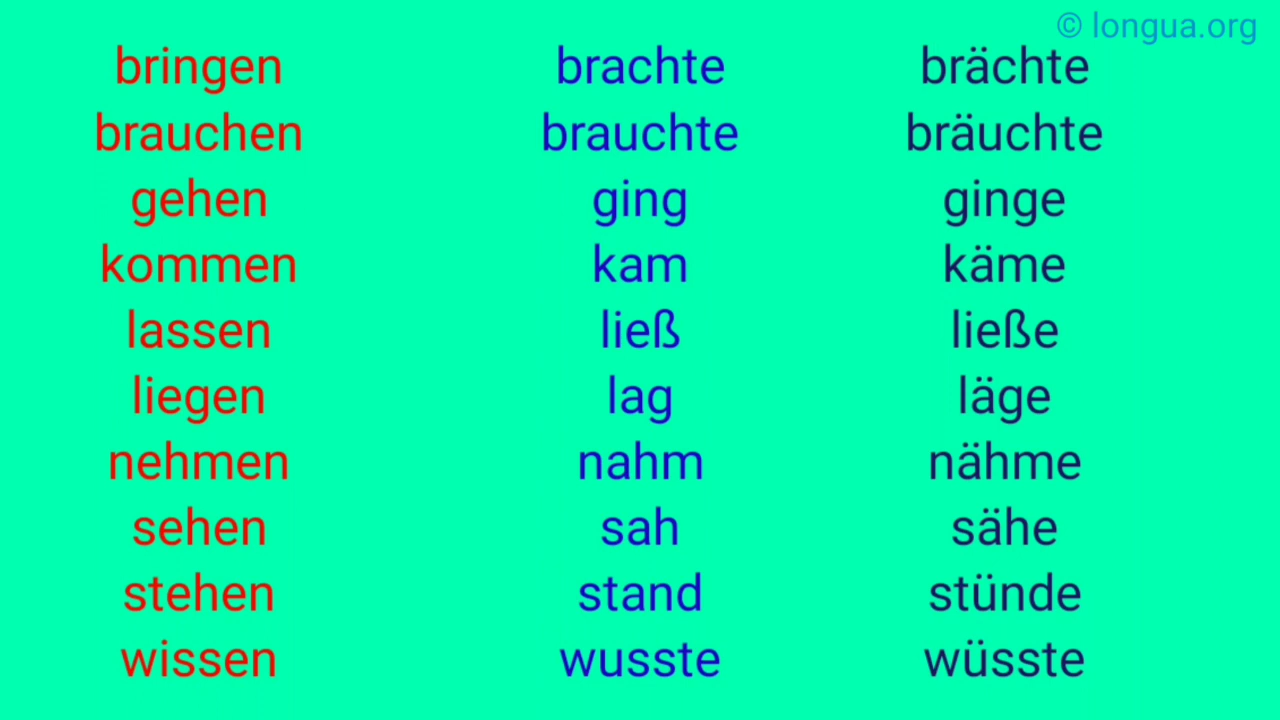 © longua.org
bringen brachte brächte
brauchen brauchte bräuchte
gehen ging ginge
kommen kam käme
lassen ließ ließe
liegen lag läge
nehmen nahm nähme
sehen sah sähe
stehen stand stünde
wissen wusste wüsste